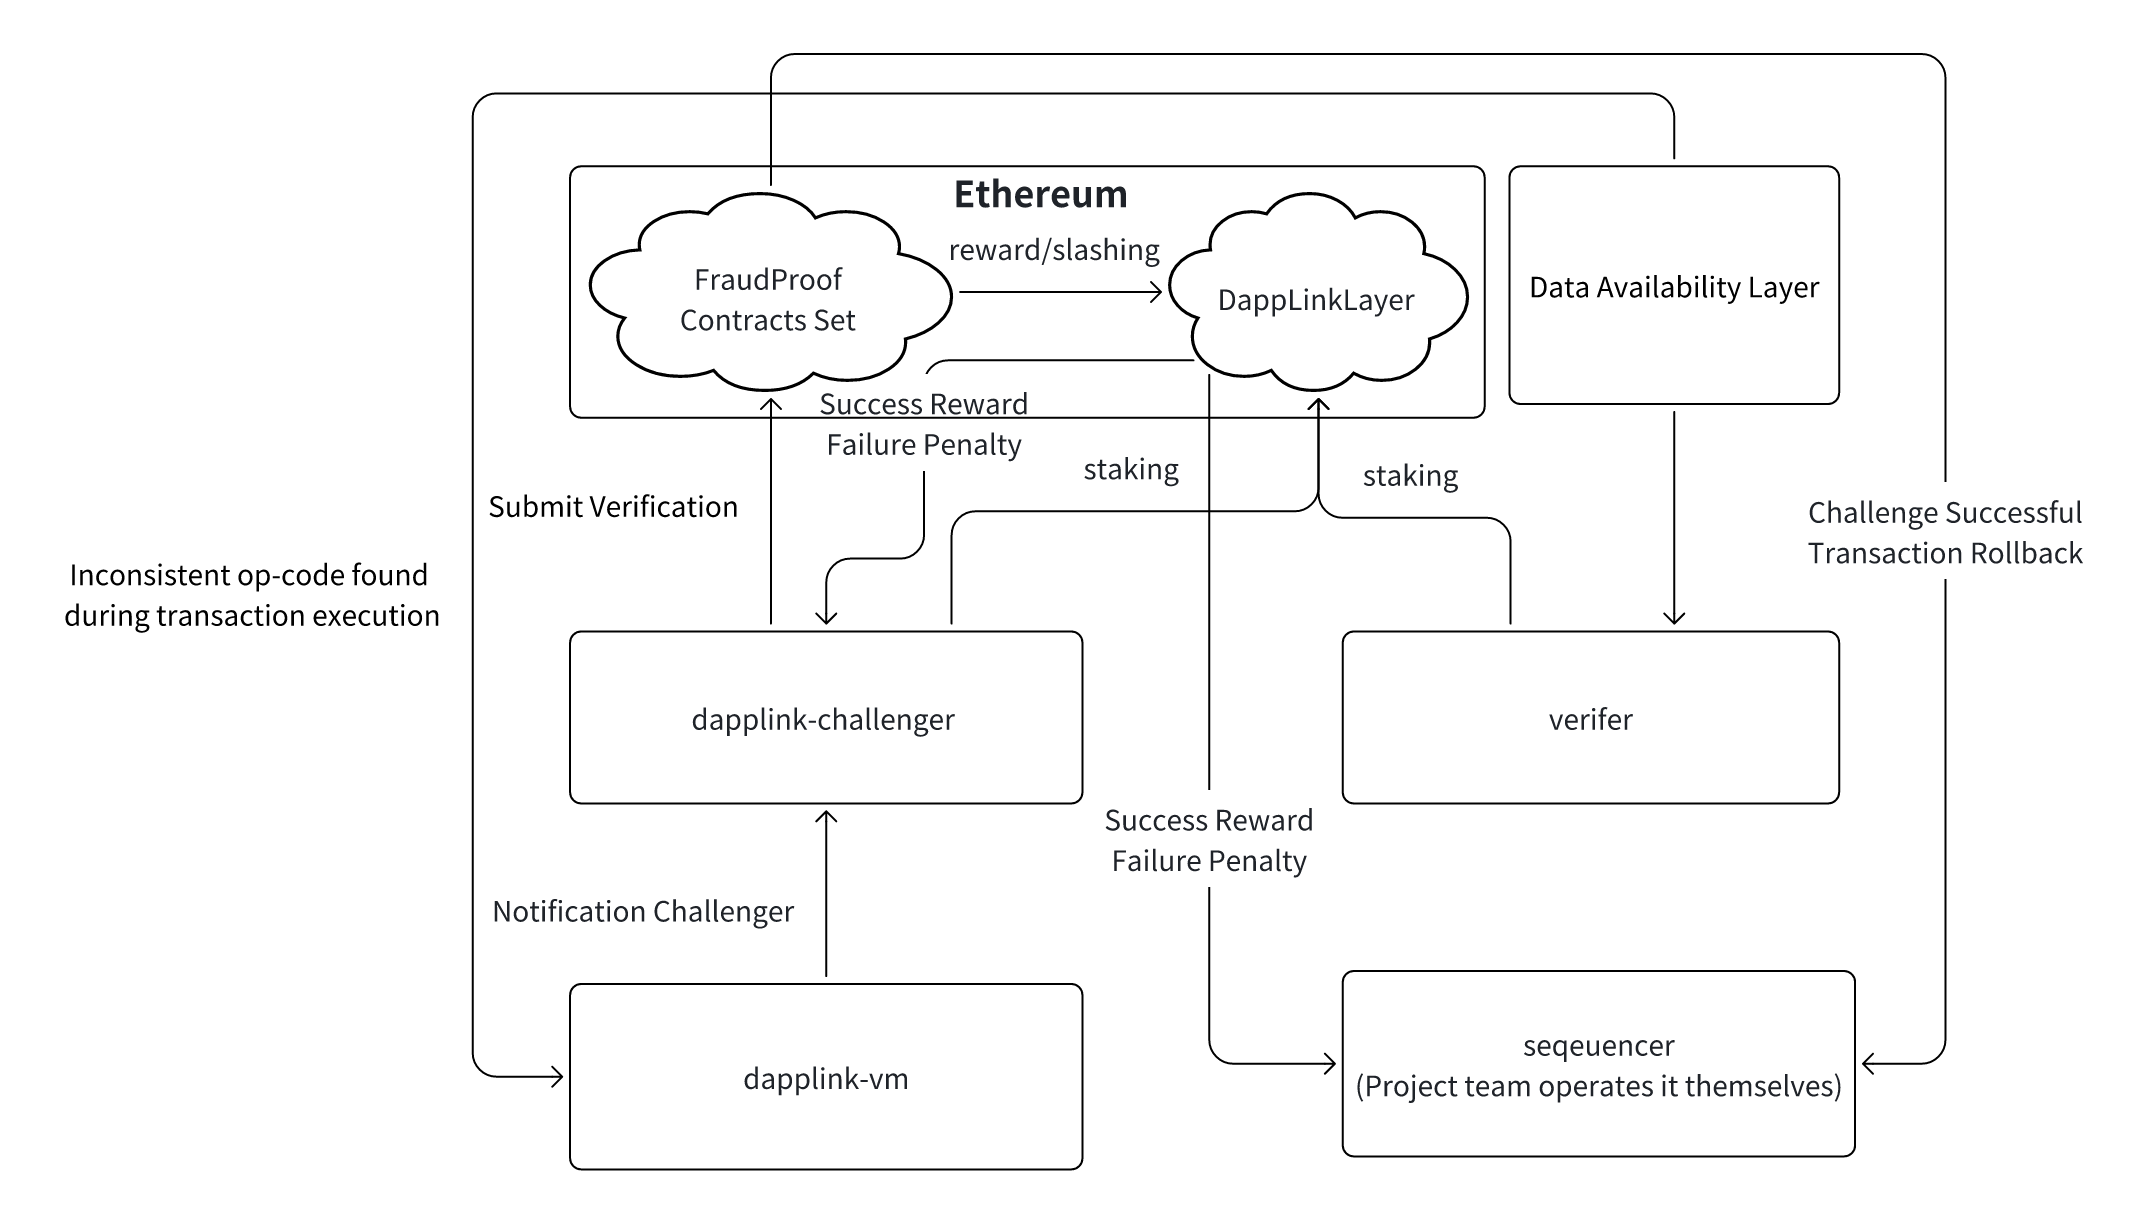 Ethereum
reward/slashing
FraudProof
Contracts Set
DappLinkLayer
Data Availability Layer
Success Reward
Failure Penalty
staking
staking
Submit Verification
Challenge Successful
Transaction Rollback
Inconsistent op-code found
during transaction execution
dapplink-challenger
verifer
Success Reward
Failure Penalty
Notification Challenger
dapplink-vm
seqeuencer
(Project team operates it themselves)